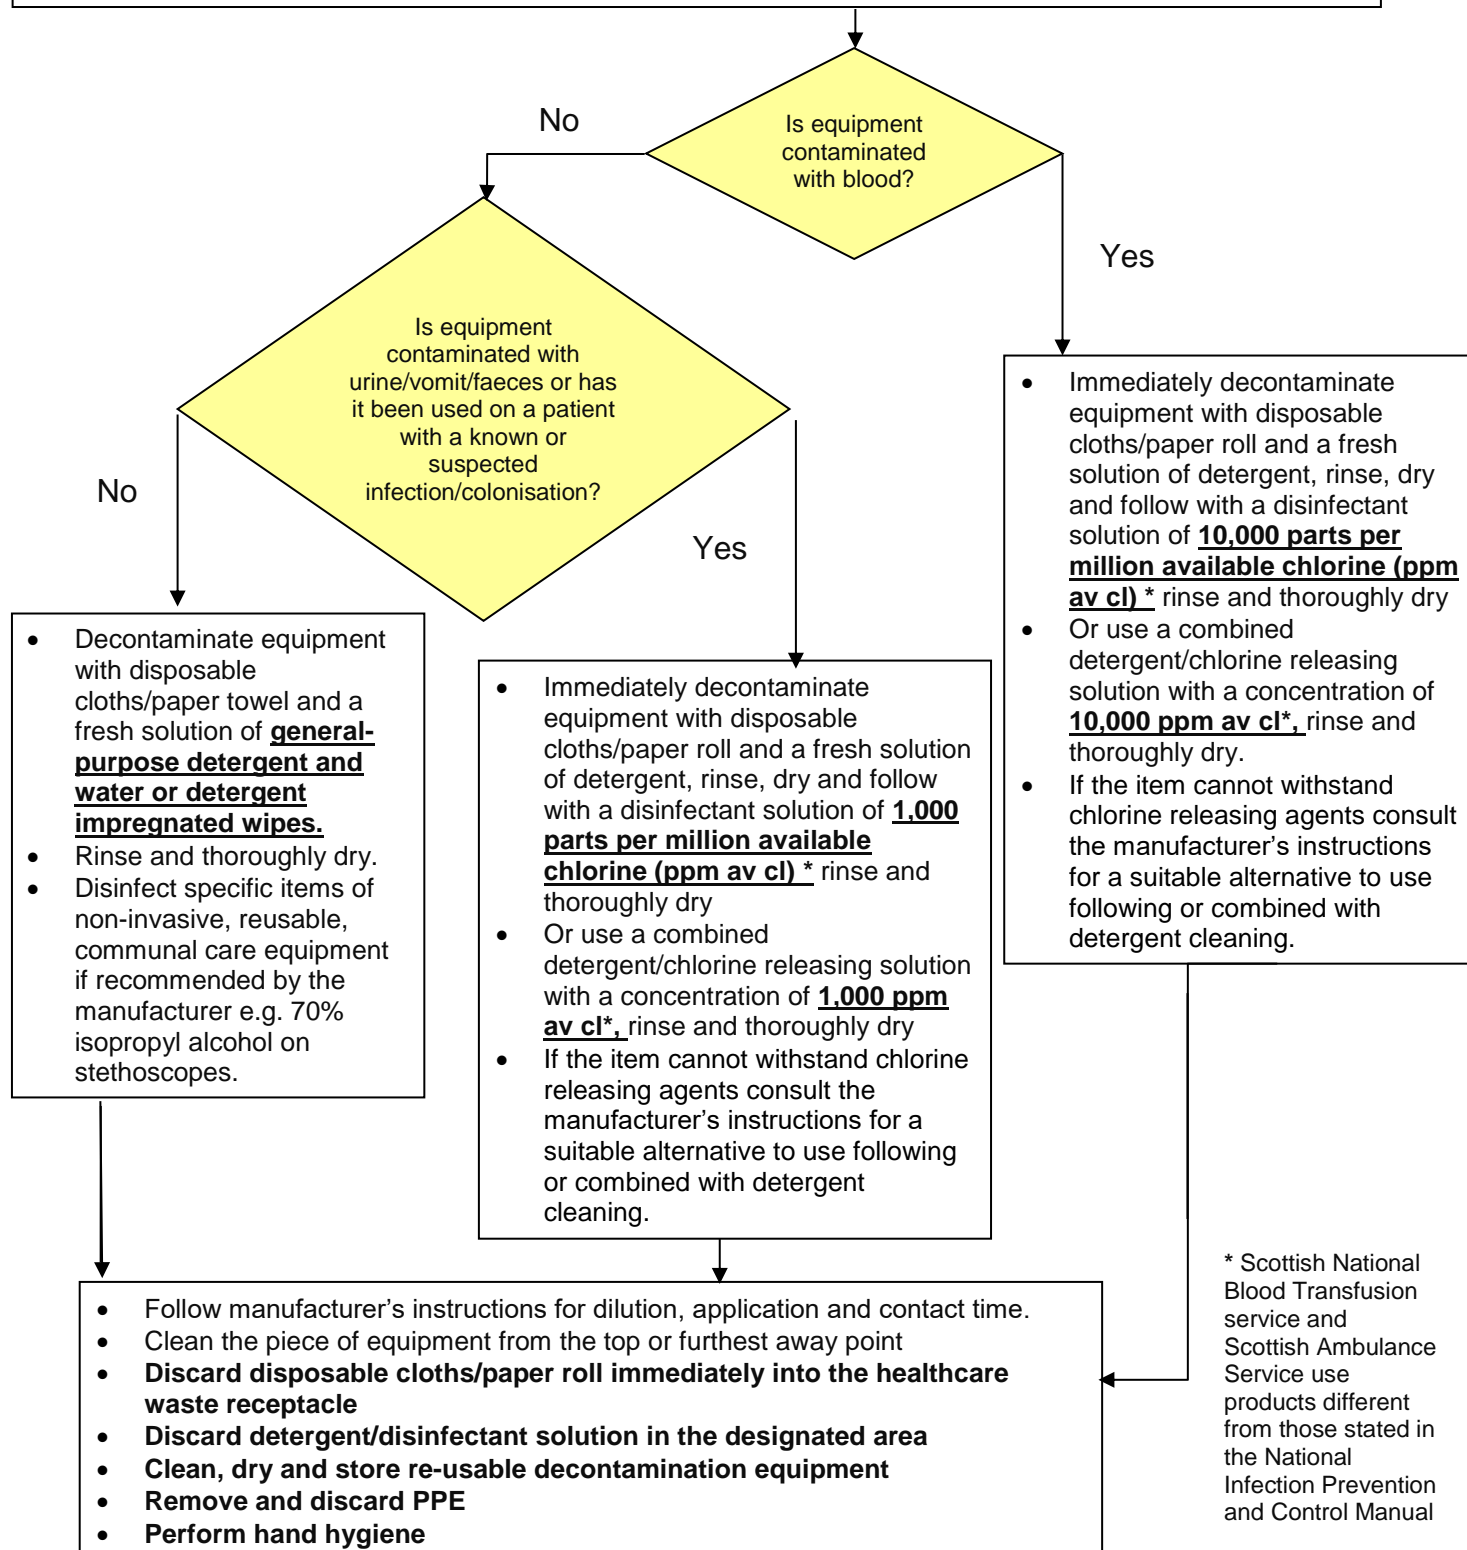 No
Is equipment
contaminated
with blood?
Yes
Is equipment
contaminated with
urine/vomit/faeces or has
it been used on a patient
with a known or
suspected
infection/colonisation?
No
Yes
• Immediately decontaminate
equipment with disposable
cloths/paper roll and a fresh
solution of detergent, rinse, dry
and follow with a disinfectant
solution of 10,000 parts per
million available chlorine (ppm
av cl) * rinse and thoroughly dry
• Or use a combined
detergent/chlorine releasing
solution with a concentration of
10,000 ppm av cl*, rinse and
thoroughly dry.
• If the item cannot withstand
chlorine releasing agents consult
the manufacturer's instructions
for a suitable alternative to use
following or combined with
detergent cleaning.
• Decontaminate equipment
with disposable
cloths/paper towel and a
fresh solution of general-
purpose detergent and
water or detergent
impregnated wipes.
• Rinse and thoroughly dry.
• Disinfect specific items of
non-invasive, reusable,
communal care equipment
if recommended by the
manufacturer e.g. 70%
isopropyl alcohol on
stethoscopes.
• Immediately decontaminate
equipment with disposable
cloths/paper roll and a fresh solution
of detergent, rinse, dry and follow
with a disinfectant solution of 1,000
parts per million available
chlorine (ppm av cl) * rinse and
thoroughly dry
• Or use a combined
detergent/chlorine releasing solution
with a concentration of 1,000 ppm
av cl*, rinse and thoroughly dry
• If the item cannot withstand chlorine
releasing agents consult the
manufacturer's instructions for a
suitable alternative to use following
or combined with detergent
cleaning.
• Follow manufacturer's instructions for dilution, application and contact time.
• Clean the piece of equipment from the top or furthest away point
• Discard disposable cloths/paper roll immediately into the healthcare
waste receptacle
• Discard detergent/disinfectant solution in the designated area
• Clean, dry and store re-usable decontamination equipment
• Remove and discard PPE
• Perform hand hygiene
* Scottish National
Blood Transfusion
service and
Scottish Ambulance
Service use
products different
from those stated in
the National
Infection Prevention
and Control Manual